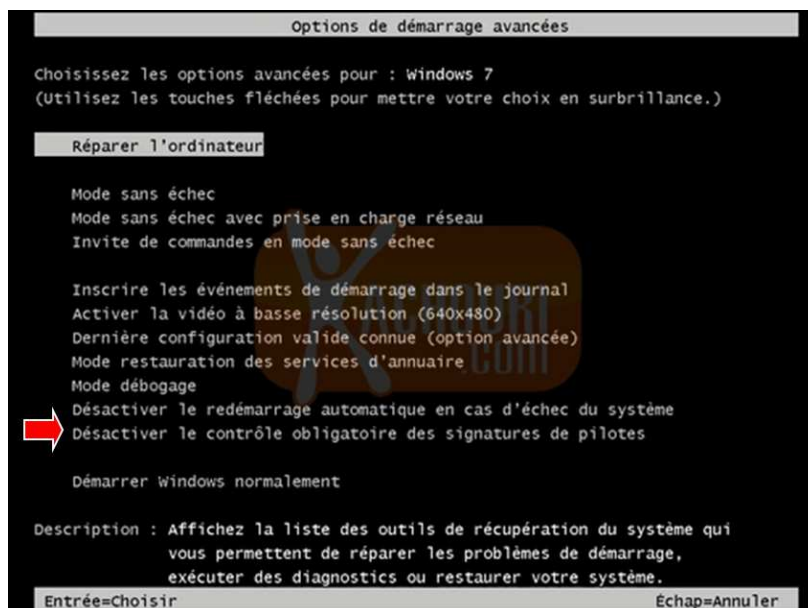 Options de démarrage avancées
Choisissez les options avancées pour : Windows 7
(Utilisez les touches fléchées pour mettre votre choix en surbrillance.)
Réparer l'ordinateur
Mode sans échec
Mode sans échec avec prise en charge réseau
Invite de commandes en mode sans échec
Inscrire les événements de démarrage dans le journal
Activer la vidéo à basse résolution (640x480)
Dernière configuration valide connue (option avancée)
Mode restauration des services d'annuaire
Mode débogage
Désactiver le redémarrage automatique en cas d'échec du système
Désactiver le contrôle obligatoire des signatures de pilotes
Démarrer Windows normalement
Description : Affichez la liste des outils de récupération du système qui
vous permettent de réparer les problèmes de démarrage,
exécuter des diagnostics ou restaurer votre système.
Entrée=Choisir Échap=Annuler